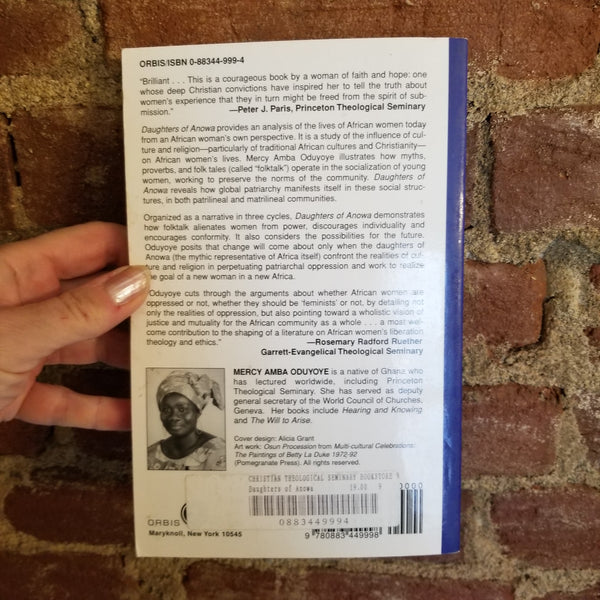 ORBIS/ISBN 0-88344-999-4
"Brilliant . . . This is a courageous book by a woman of faith and hope: one
whose deep Christian convictions have inspired her to tell the truth about
women's experience that they in turn might be freed from the spirit of sub-
mission." —Peter J. Paris, Princeton Theological Seminary
Daughters of Anowa provides an analysis of the lives of African women today
from an African woman's own perspective. It is a study of the influence of cul-
ture and religion—particularly of traditional African cultures and Christianity—
on African women's lives. Mercy Amba Oduyoye illustrates how myths,
proverbs, and folk tales (called "folktalk") operate in the socialization of young
women, working to preserve the norms of the community. Daughters of
Anowa reveals how global patriarchy manifests itself in these social struc-
tures, in both patrilineal and matrilineal communities.
Organized as a narrative in three cycles, Daughters of Anowa demonstrates
how folktalk alienates women from power, discourages individuality and
encourages conformity. It also considers the possibilities for the future.
Oduyoye posits that change will come about only when the daughters of
Anowa (the mythic representative of Africa itself) confront the realities of cul-
ture and religion in perpetuating patriarchal oppression and work to realize
the goal of a new woman in a new Africa.
"Oduyoye cuts through the arguments about whether African women are
oppressed or not, whether they should be 'feminists' or not, by detailing not
only the realities of oppression, but also pointing toward a wholistic vision of
justice and mutuality for the African community as a whole . . . a most wel-
come contribution to the shaping of a literature on African women's liberation
theology and ethics." —Rosemary Radford Ruether
Garrett-Evangelical Theological Seminary
MERCY AMBA ODUYOYE is a native of Ghana who
has lectured worldwide, including Princeton
Theological Seminary. She has served as deputy
general secretary of the World Council of Churches,
Geneva. Her books include Hearing and Knowing
and The Will to Arise.
Cover design: Alicia Grant
Art work: Osun Procession from Multi-cultural Celebrations:
The Paintings of Betty La Duke 1972-92
(Pomegranate Press). All rights reserved.
CHRISTIAN THEOLOGICAL SEMINARY BOOKSTORE
Daughters of Anowa 19.00 9
0000
0883449994
ORBIS
Maryknoll, New York 10545
9 780883 449998